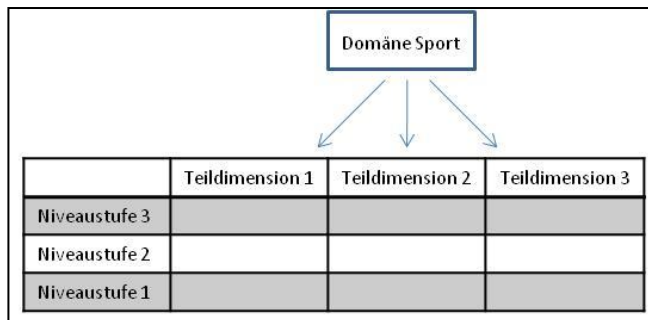 Domäne Sport
Teildimension 1 Teildimension 2 Teildimension 3
Niveaustufe 3
Niveaustufe 2
Niveaustufe 1